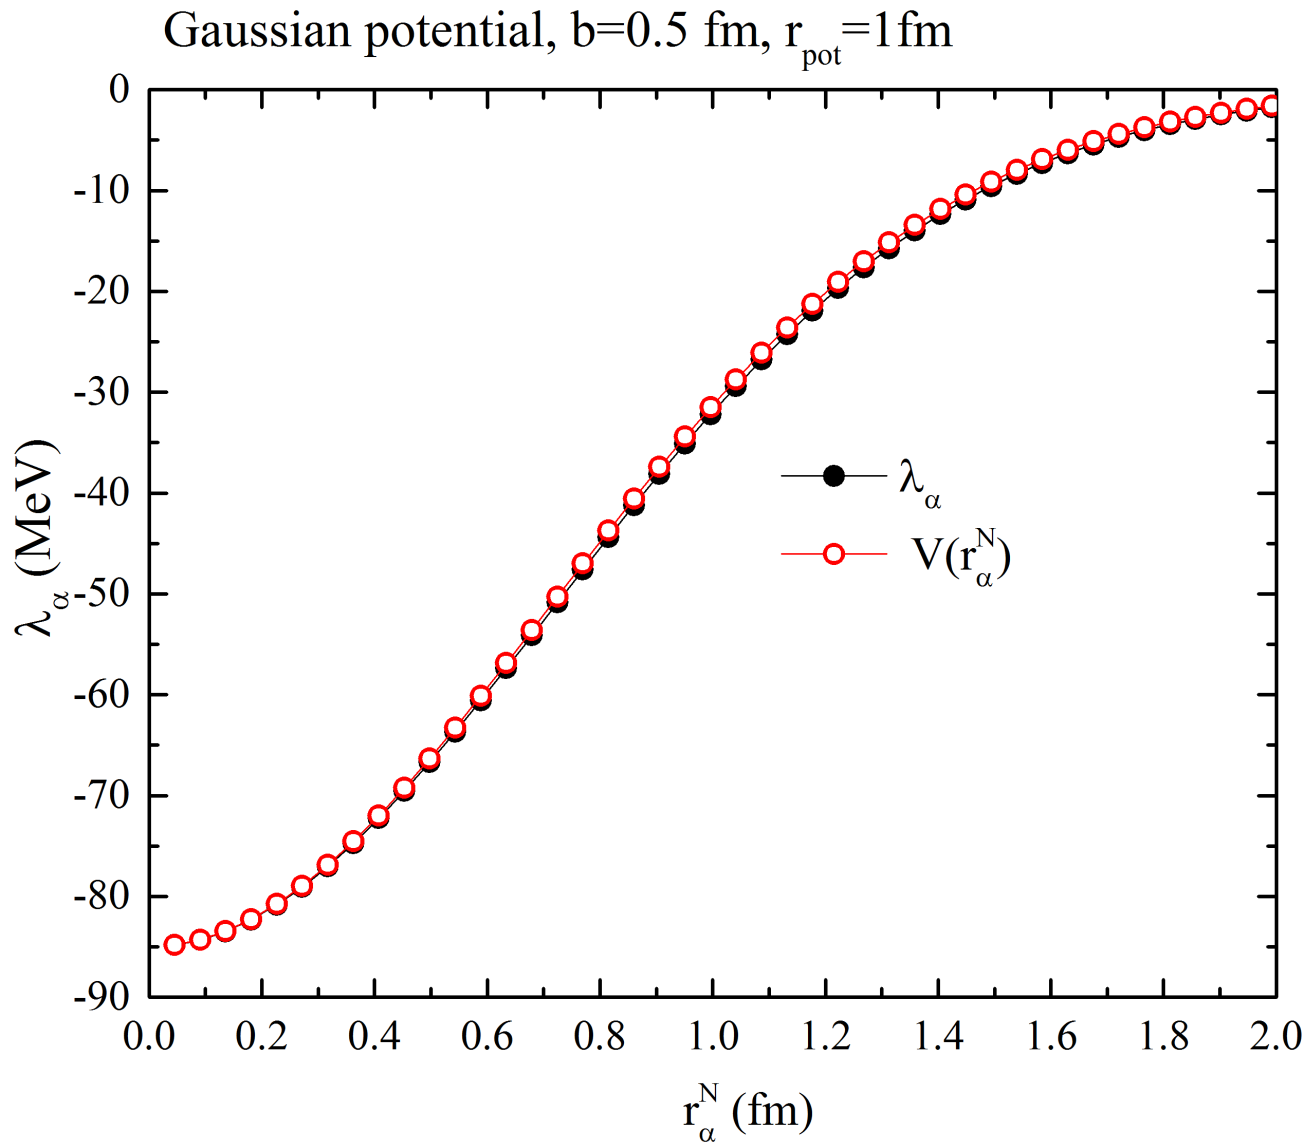 Gaussian potential, b=0.5 fm, r_pot=1fm
0
-10
-20
-30
-40
-50
-60
-70
-80
-90
λ_α (MeV)
λ_α
V(r_α^N)
0.0 0.2 0.4 0.6 0.8 1.0 1.2 1.4 1.6 1.8 2.0
r_α^N (fm)